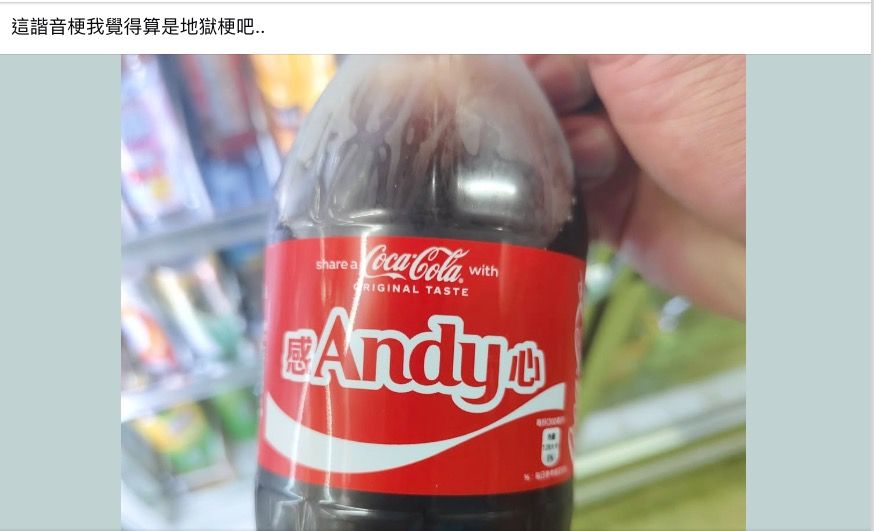 這諧音梗我覺得算是地獄梗吧..
share a Coca-Cola with
ORIGINAL TASTE
感Andy心